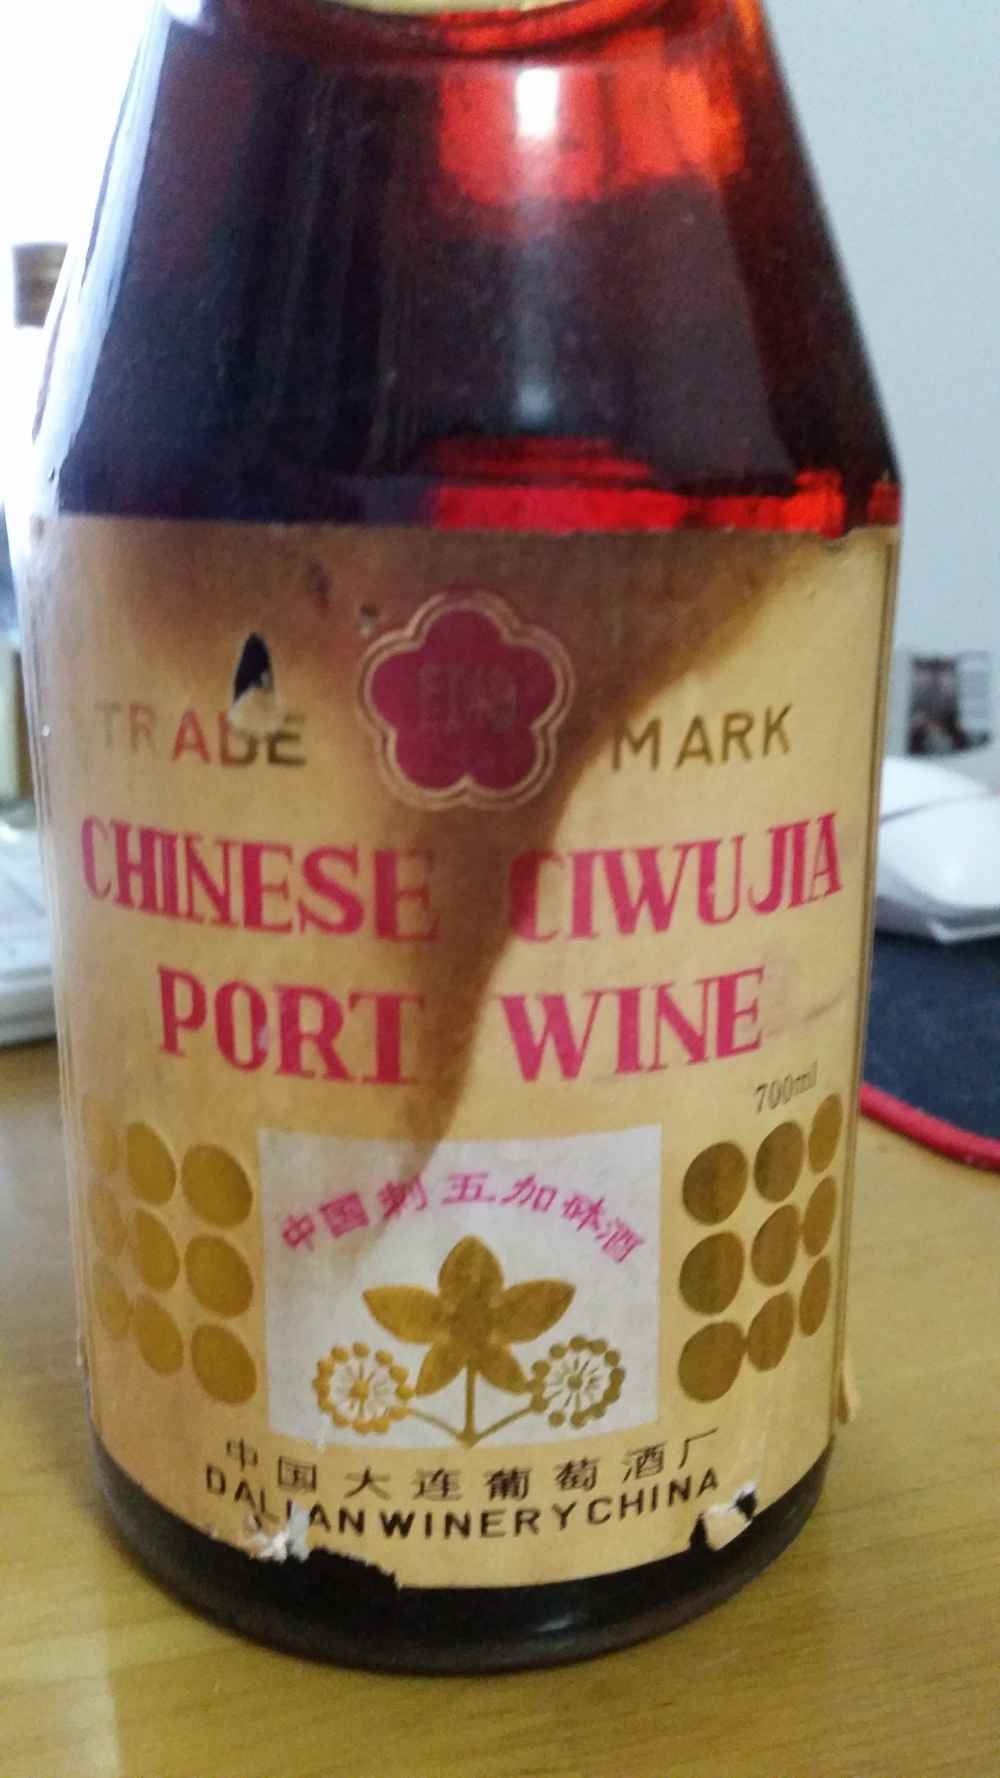 TRADE MARK
CHINESE CIWUJIA
PORT WINE
700ml
中国刺五加砵酒
中国大连葡萄酒厂
DALIAN WINERY CHINA